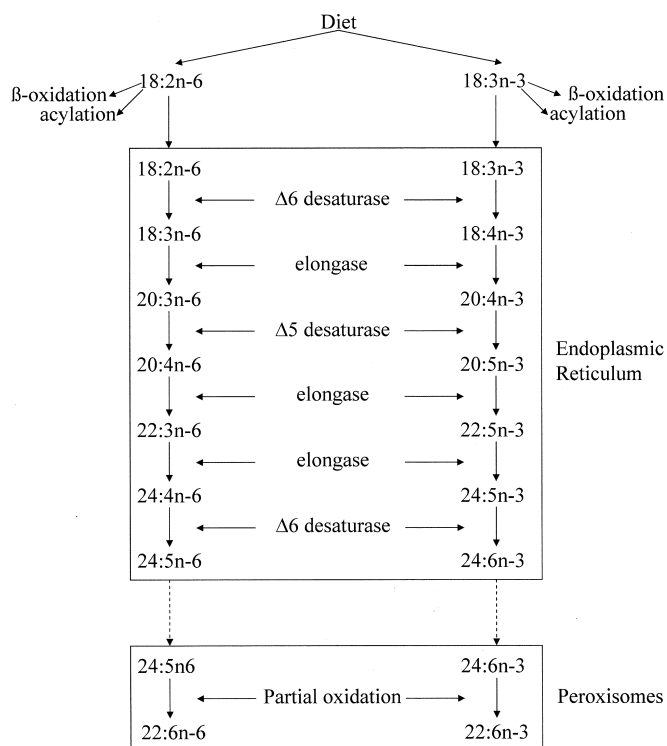 Diet
18:2n-6 18:3n-3
ß-oxidation ß-oxidation
acylation acylation
18:2n-6 18:3n-3
Δ6 desaturase
18:3n-6 18:4n-3
elongase
20:3n-6 20:4n-3
Δ5 desaturase
20:4n-6 20:5n-3
elongase
22:3n-6 22:5n-3
elongase
24:4n-6 24:5n-3
Δ6 desaturase
24:5n-6 24:6n-3
Endoplasmic
Reticulum
24:5n6 24:6n-3
Partial oxidation
22:6n-6 22:6n-3
Peroxisomes